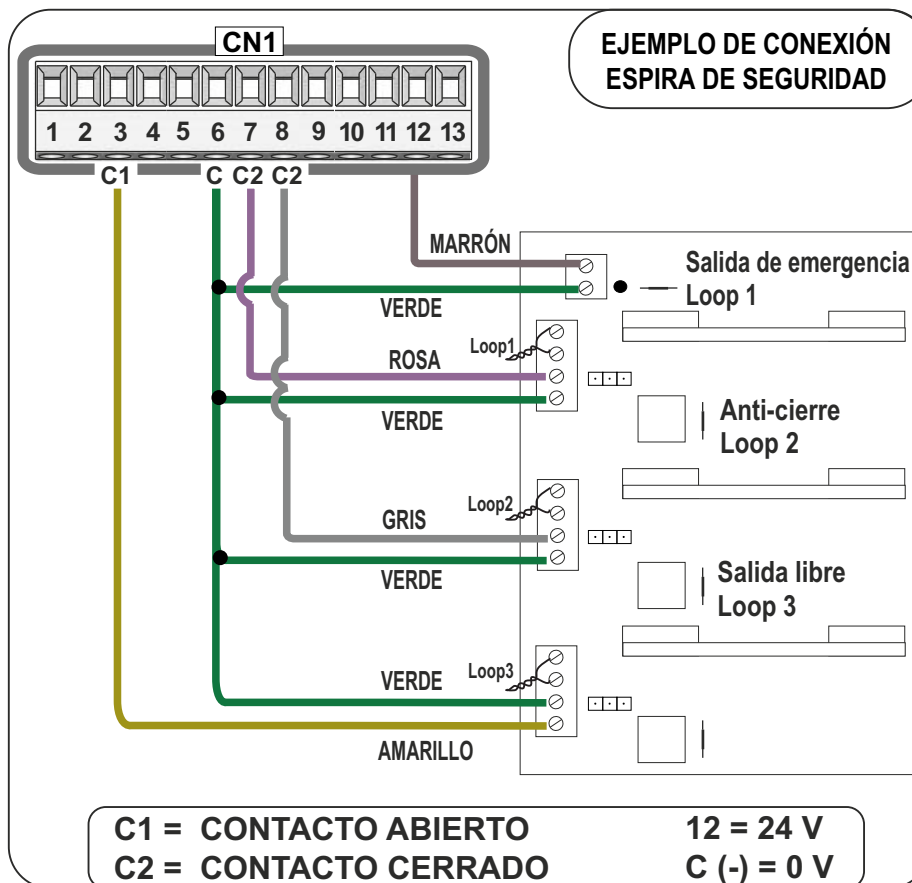 CN1
EJEMPLO DE CONEXIÓN
ESPIRA DE SEGURIDAD
1 2 3 4 5 6 7 8 9 10 11 12 13
C1 C C2 C2
MARRÓN
Salida de emergencia
Loop 1
VERDE
Loop1
ROSA
VERDE
Anti-cierre
Loop 2
Loop2
GRIS
VERDE
Salida libre
Loop 3
Loop3
VERDE
AMARILLO
C1 = CONTACTO ABIERTO 12 = 24 V
C2 = CONTACTO CERRADO C (-) = 0 V